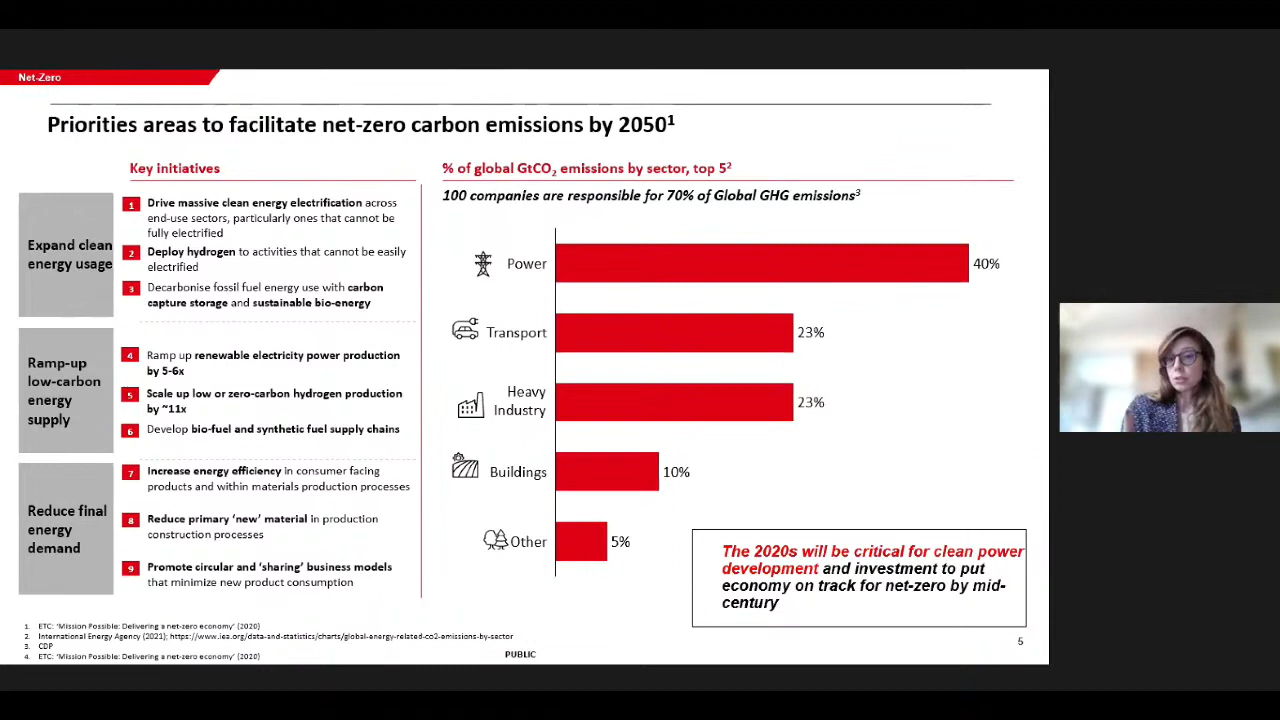 Net-Zero
Priorities areas to facilitate net-zero carbon emissions by 2050¹
Key initiatives
Expand clean
energy usage
1 Drive massive clean energy electrification across
end-use sectors, particularly ones that cannot be
fully electrified
2 Deploy hydrogen to activities that cannot be easily
electrified
3 Decarbonise fossil fuel energy use with carbon
capture storage and sustainable bio-energy
Ramp-up
low-carbon
energy
supply
4 Ramp up renewable electricity power production
by 5-6x
5 Scale up low or zero-carbon hydrogen production
by ~11x
6 Develop bio-fuel and synthetic fuel supply chains
Reduce final
energy
demand
7 Increase energy efficiency in consumer facing
products and within materials production processes
8 Reduce primary ‘new’ material in production
construction processes
9 Promote circular and ‘sharing’ business models
that minimize new product consumption
% of global GtCO₂ emissions by sector, top 5²
100 companies are responsible for 70% of Global GHG emissions³
Power 40%
Transport 23%
Heavy
Industry 23%
Buildings 10%
Other 5%
The 2020s will be critical for clean power
development and investment to put
economy on track for net-zero by mid-
century
1. ETC: ‘Mission Possible: Delivering a net-zero economy’ (2020)
2. International Energy Agency (2021); https://www.iea.org/data-and-statistics/charts/global-energy-related-co2-emissions-by-sector
3. CDP
4. ETC: ‘Mission Possible: Delivering a net-zero economy’ (2020)
PUBLIC
5